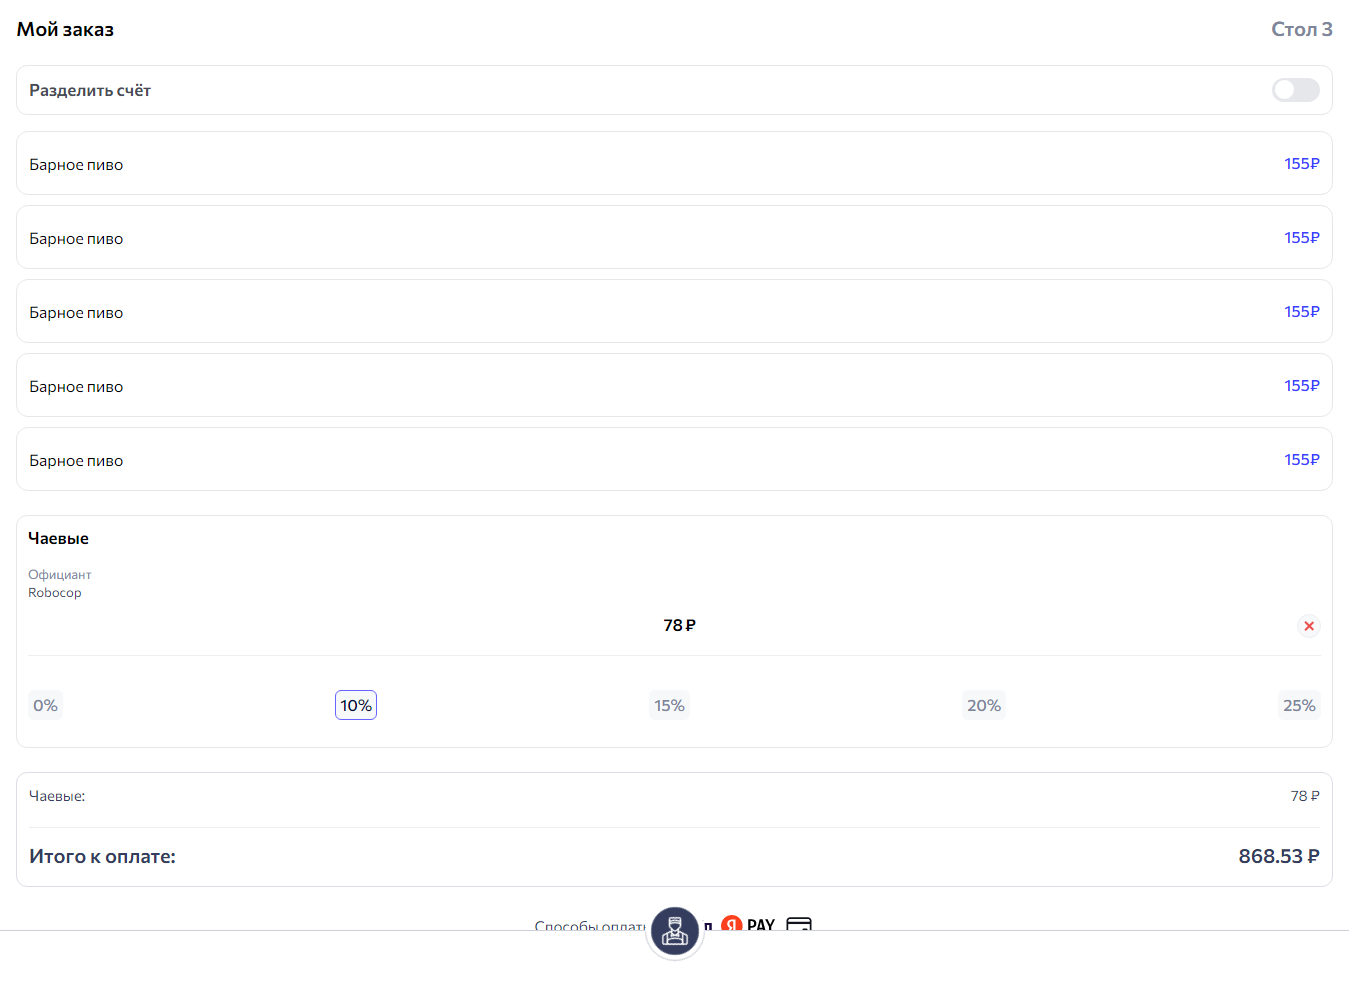 Мой заказ
Стол 3
Разделить счёт
Барное пиво 155₽
Барное пиво 155₽
Барное пиво 155₽
Барное пиво 155₽
Барное пиво 155₽
Чаевые
Официант
Robocop
78 ₽
0% 10% 15% 20% 25%
Чаевые: 78 ₽
Итого к оплате: 868.53 ₽
Способы PAY